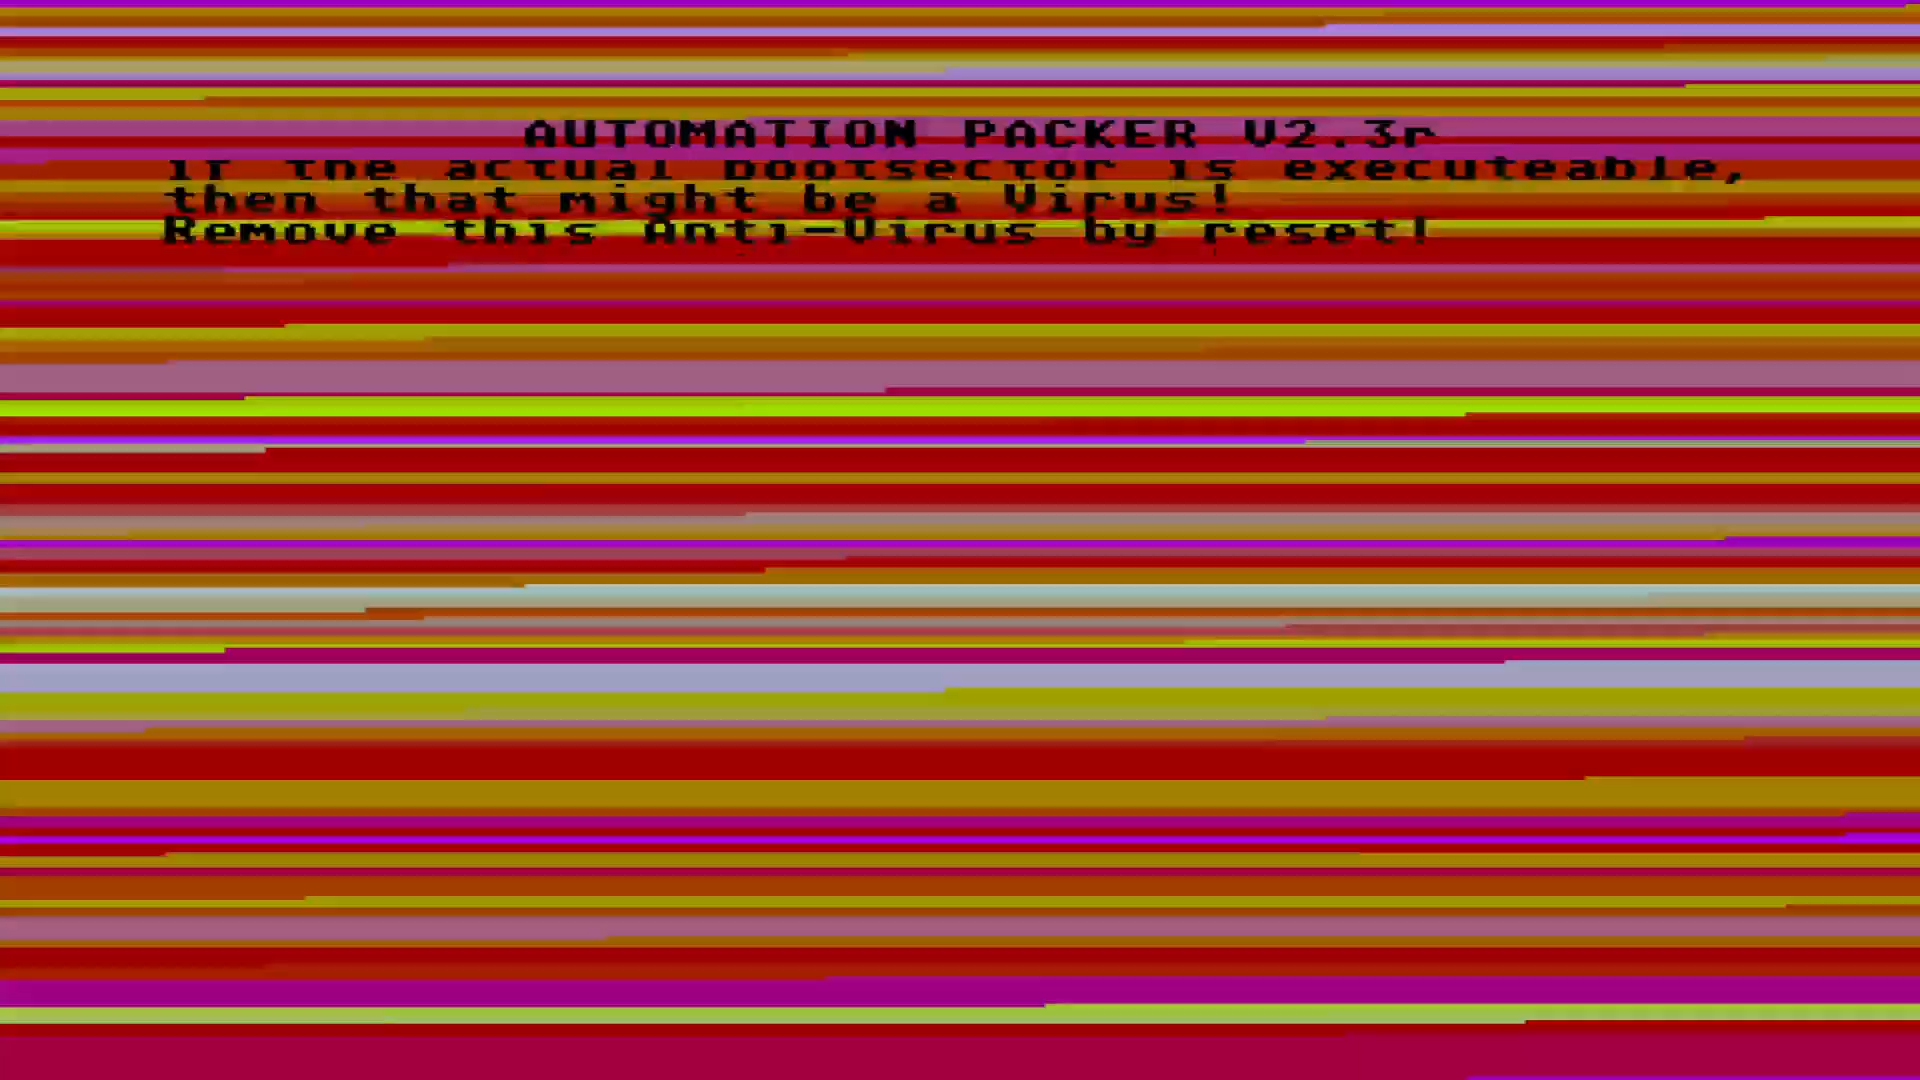 AUTOMATION PACKER V2.3r
If the actual bootsector is executeable,
then that might be a Virus!
Remove this Anti-Virus by reset!